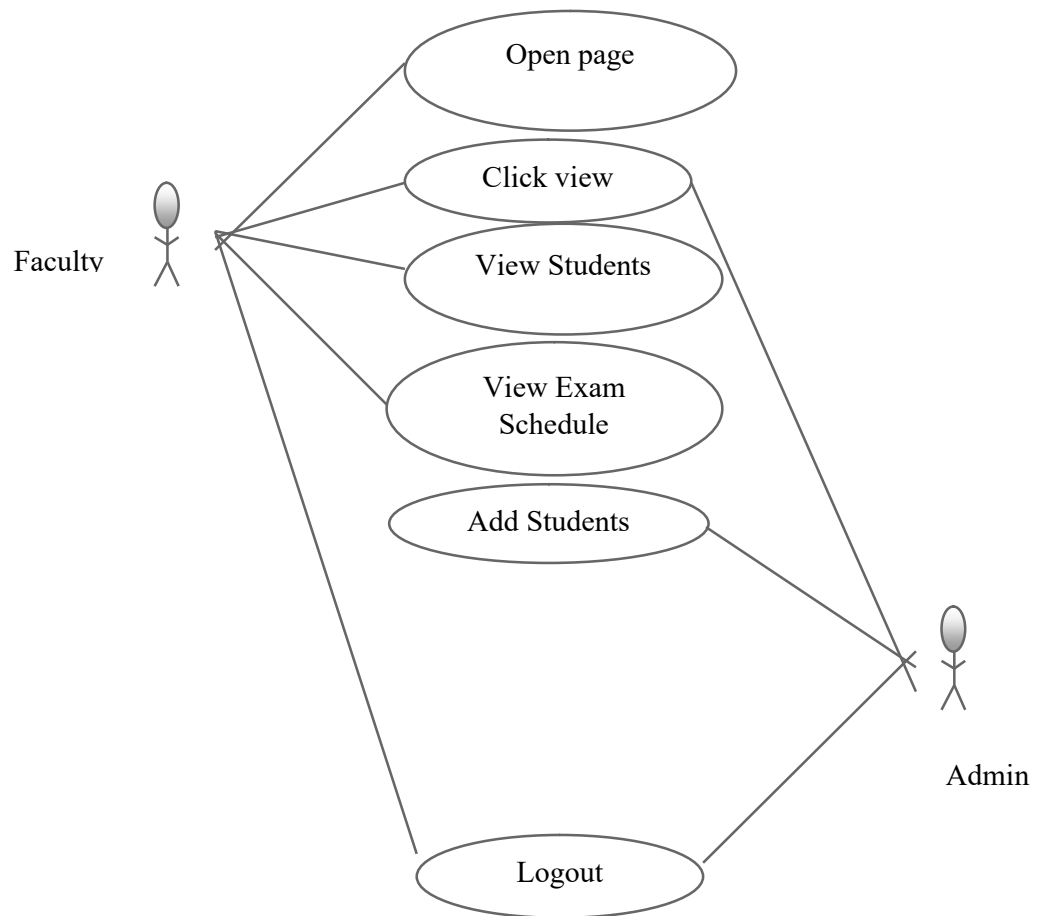 Open page
Click view
Faculty
View Students
View Exam
Schedule
Add Students
Admin
Logout